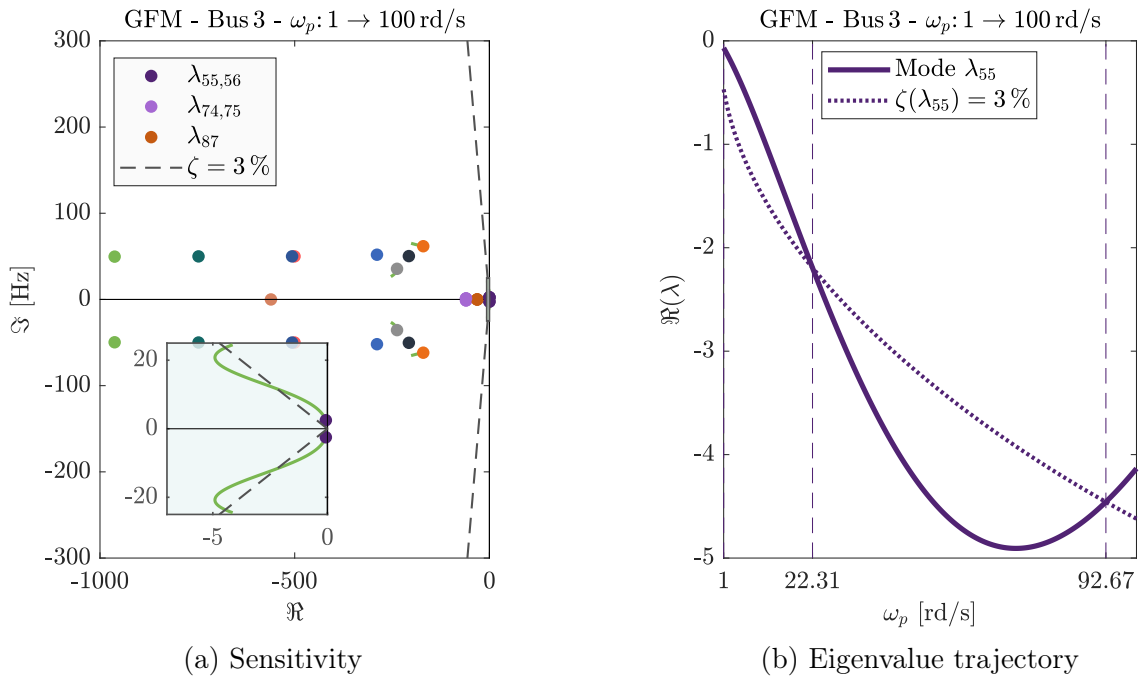 GFM - Bus 3 - ωₚ: 1 → 100 rd/s
300
200
100
0
-100
-200
-300
ℑ [Hz]
λ₅₅,₅₆
λ₇₄,₇₅
λ₈₇
ζ = 3 %
20
0
-20
-5
0
-1000
-500
0
ℜ
(a) Sensitivity
GFM - Bus 3 - ωₚ: 1 → 100 rd/s
0
-1
-2
-3
-4
-5
ℜ(λ)
Mode λ₅₅
ζ(λ₅₅) = 3 %
1
22.31
92.67
ωₚ [rd/s]
(b) Eigenvalue trajectory